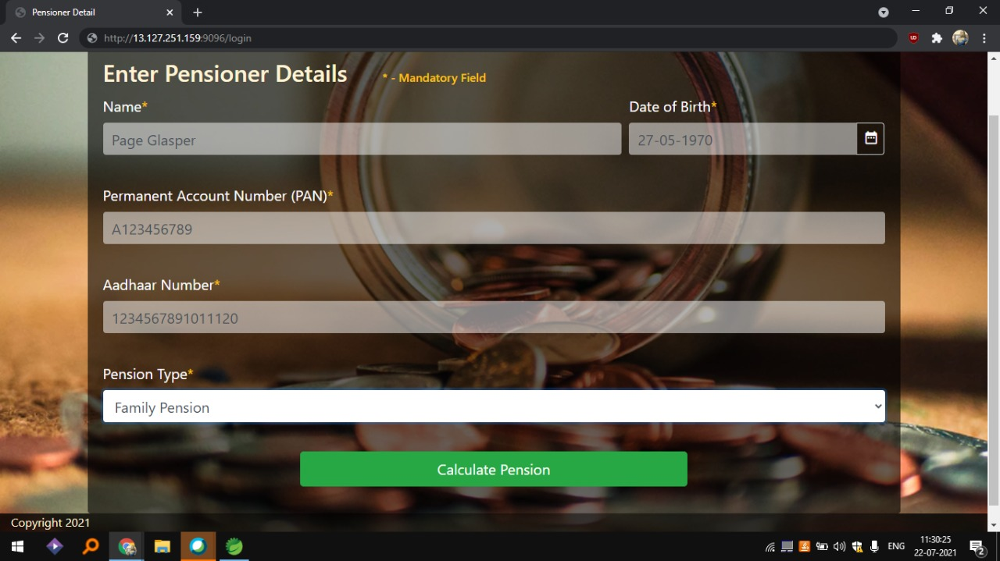 Pensioner Detail
http://13.127.251.159:9096/login
Enter Pensioner Details
* - Mandatory Field
Name*
Date of Birth*
Page Glasper
27-05-1970
Permanent Account Number (PAN)*
A123456789
Aadhaar Number*
1234567891011120
Pension Type*
Family Pension
Calculate Pension
Copyright 2021
ENG
11:30:25
22-07-2021
2